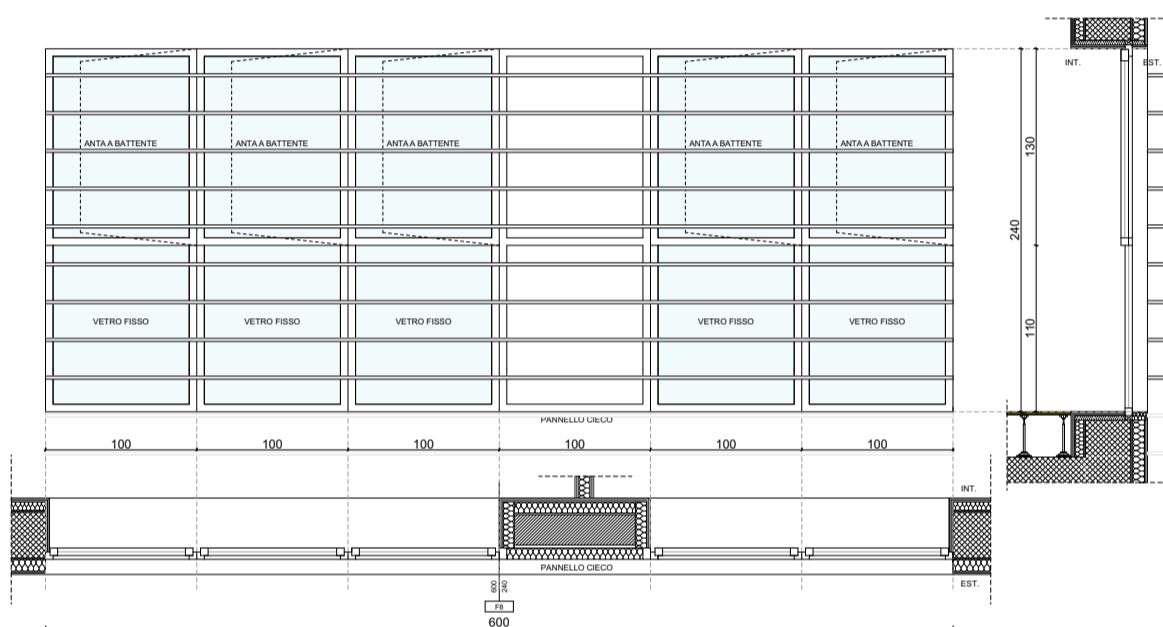 INT.
EST.
ANTA A BATTENTE
ANTA A BATTENTE
ANTA A BATTENTE
ANTA A BATTENTE
ANTA A BATTENTE
130
240
VETRO FISSO
VETRO FISSO
VETRO FISSO
VETRO FISSO
VETRO FISSO
110
PANNELLO CIECO
100
100
100
100
100
100
INT.
PANNELLO CIECO
EST.
600
240
F8
600